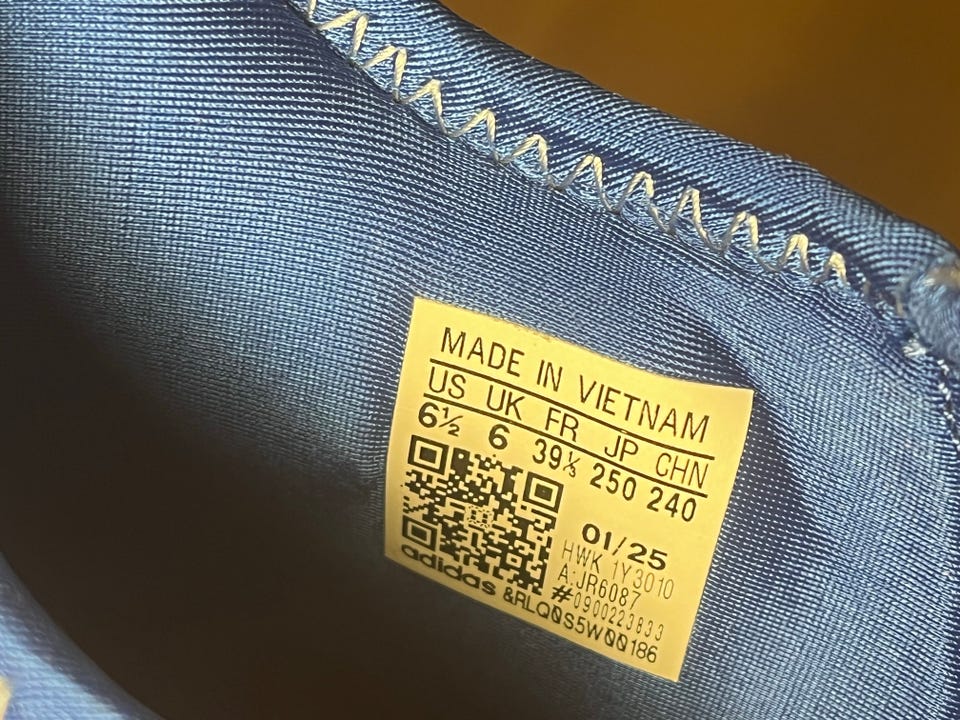 MADE IN VIETNAM
US UK FR JP CHN
6½ 6 39⅓ 250 240
01/25
HWK 1Y3010
A:JR6087
#0900223833
adidas &RLQ0S5W00186